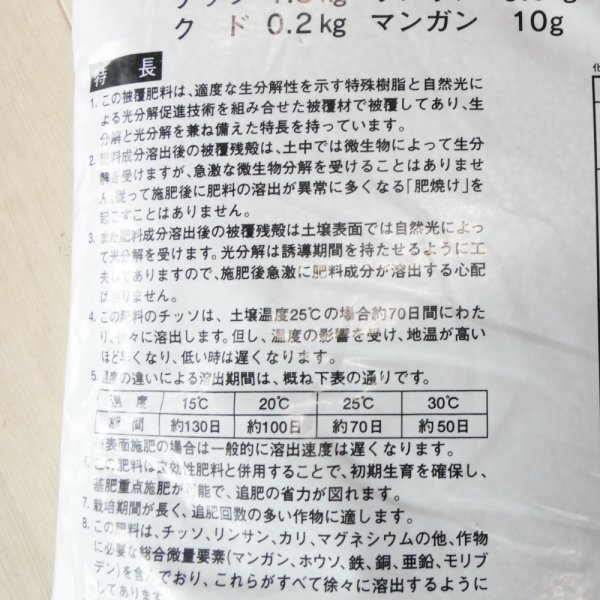 ク ド 0.2kg マンガン 10g
特 長
1. この被覆肥料は、適度な生分解性を示す特殊樹脂と自然光に
よる光分解促進技術を組み合せた被覆材で被覆してあり、生
分解と光分解を兼ね備えた特長を持っています。
2. 肥料成分溶出後の被覆残殻は、土中では微生物によって生分
解を受けますが、急激な微生物分解を受けることはありませ
ん。従って施肥後に肥料の溶出が異常に多くなる「肥焼け」を
起こすことはありません。
3. また肥料成分溶出後の被覆残殻は土壌表面では自然光によっ
て光分解を受けます。光分解は誘導期間を持たせるように工
夫してありますので、施肥後急激に肥料成分が溶出する心配
はありません。
4. この肥料のチッソは、土壌温度25℃の場合約70日間にわた
り、徐々に溶出します。但し、温度の影響を受け、地温が高い
ほど早くなり、低い時は遅くなります。
5. 温度の違いによる溶出期間は、概ね下表の通りです。
温 度 15℃ 20℃ 25℃ 30℃
期 間 約130日 約100日 約70日 約50日
※表面施肥の場合は一般的に溶出速度は遅くなります。
6. この肥料は速効性肥料と併用することで、初期生育を確保し、
基肥重点施肥が可能で、追肥の省力が図れます。
7. 栽培期間が長く、追肥回数の多い作物に適します。
8. この肥料は、チッソ、リンサン、カリ、マグネシウムの他、作物
に必要な総合微量要素(マンガン、ホウソ、鉄、銅、亜鉛、モリブ
デン)を含んでおり、これらがすべて徐々に溶出するように
してあります。